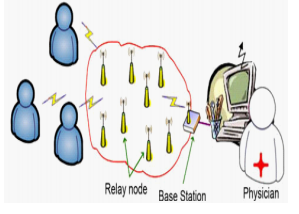 Relay node
Base Station
Physician